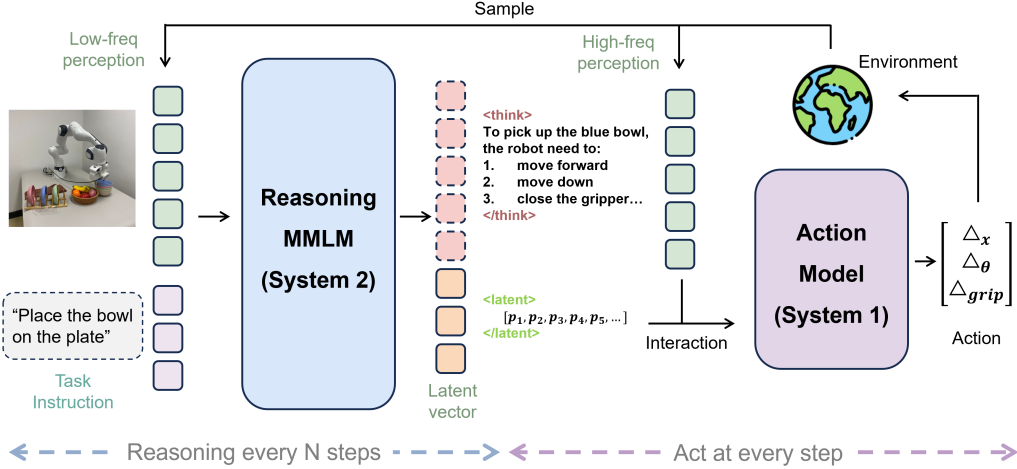 Sample
Low-freq
perception
High-freq
perception
Environment
<think>
To pick up the blue bowl,
the robot need to:
1. move forward
2. move down
3. close the gripper…
</think>
Reasoning
MMLM
(System 2)
Action
Model
(System 1)
△x
△θ
△grip
“Place the bowl
on the plate”
<latent>
[p1, p2, p3, p4, p5, …]
</latent>
Interaction
Action
Task
Instruction
Latent
vector
Reasoning every N steps
Act at every step